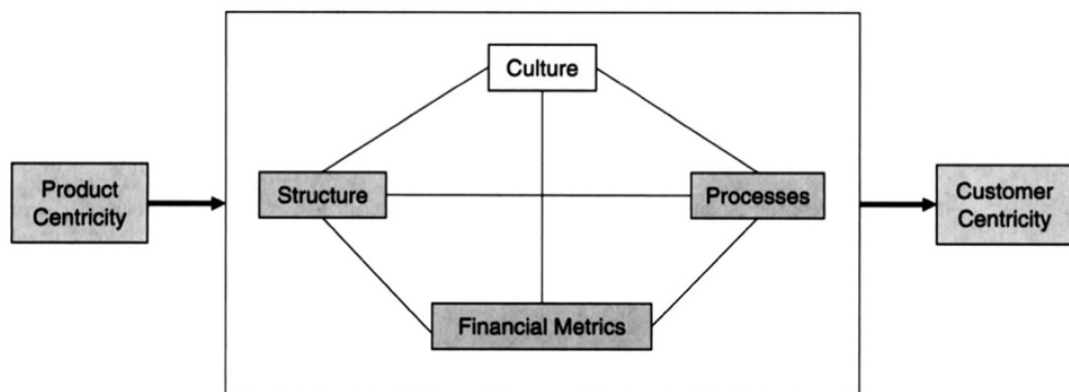 Culture
Product
Centricity
Structure
Processes
Customer
Centricity
Financial Metrics